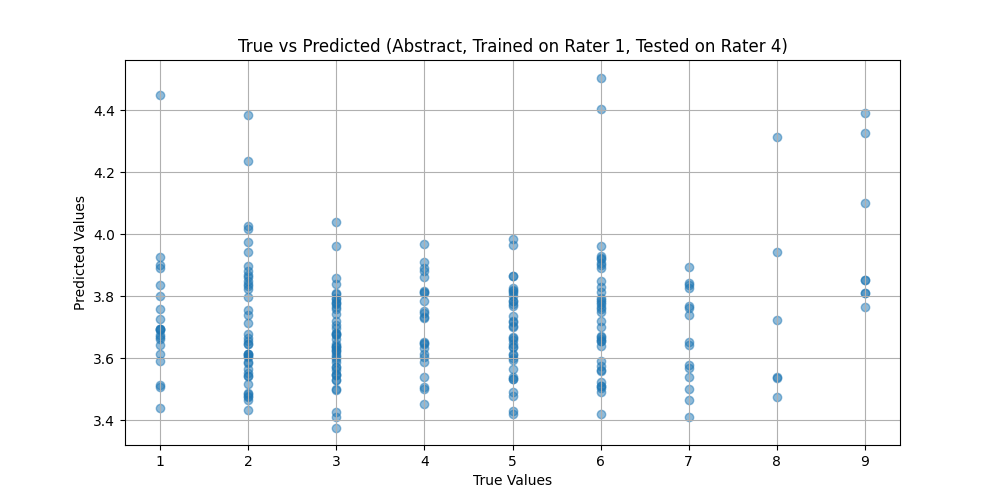 True vs Predicted (Abstract, Trained on Rater 1, Tested on Rater 4)
Predicted Values
4.4
4.2
4.0
3.8
3.6
3.4
1 2 3 4 5 6 7 8 9
True Values